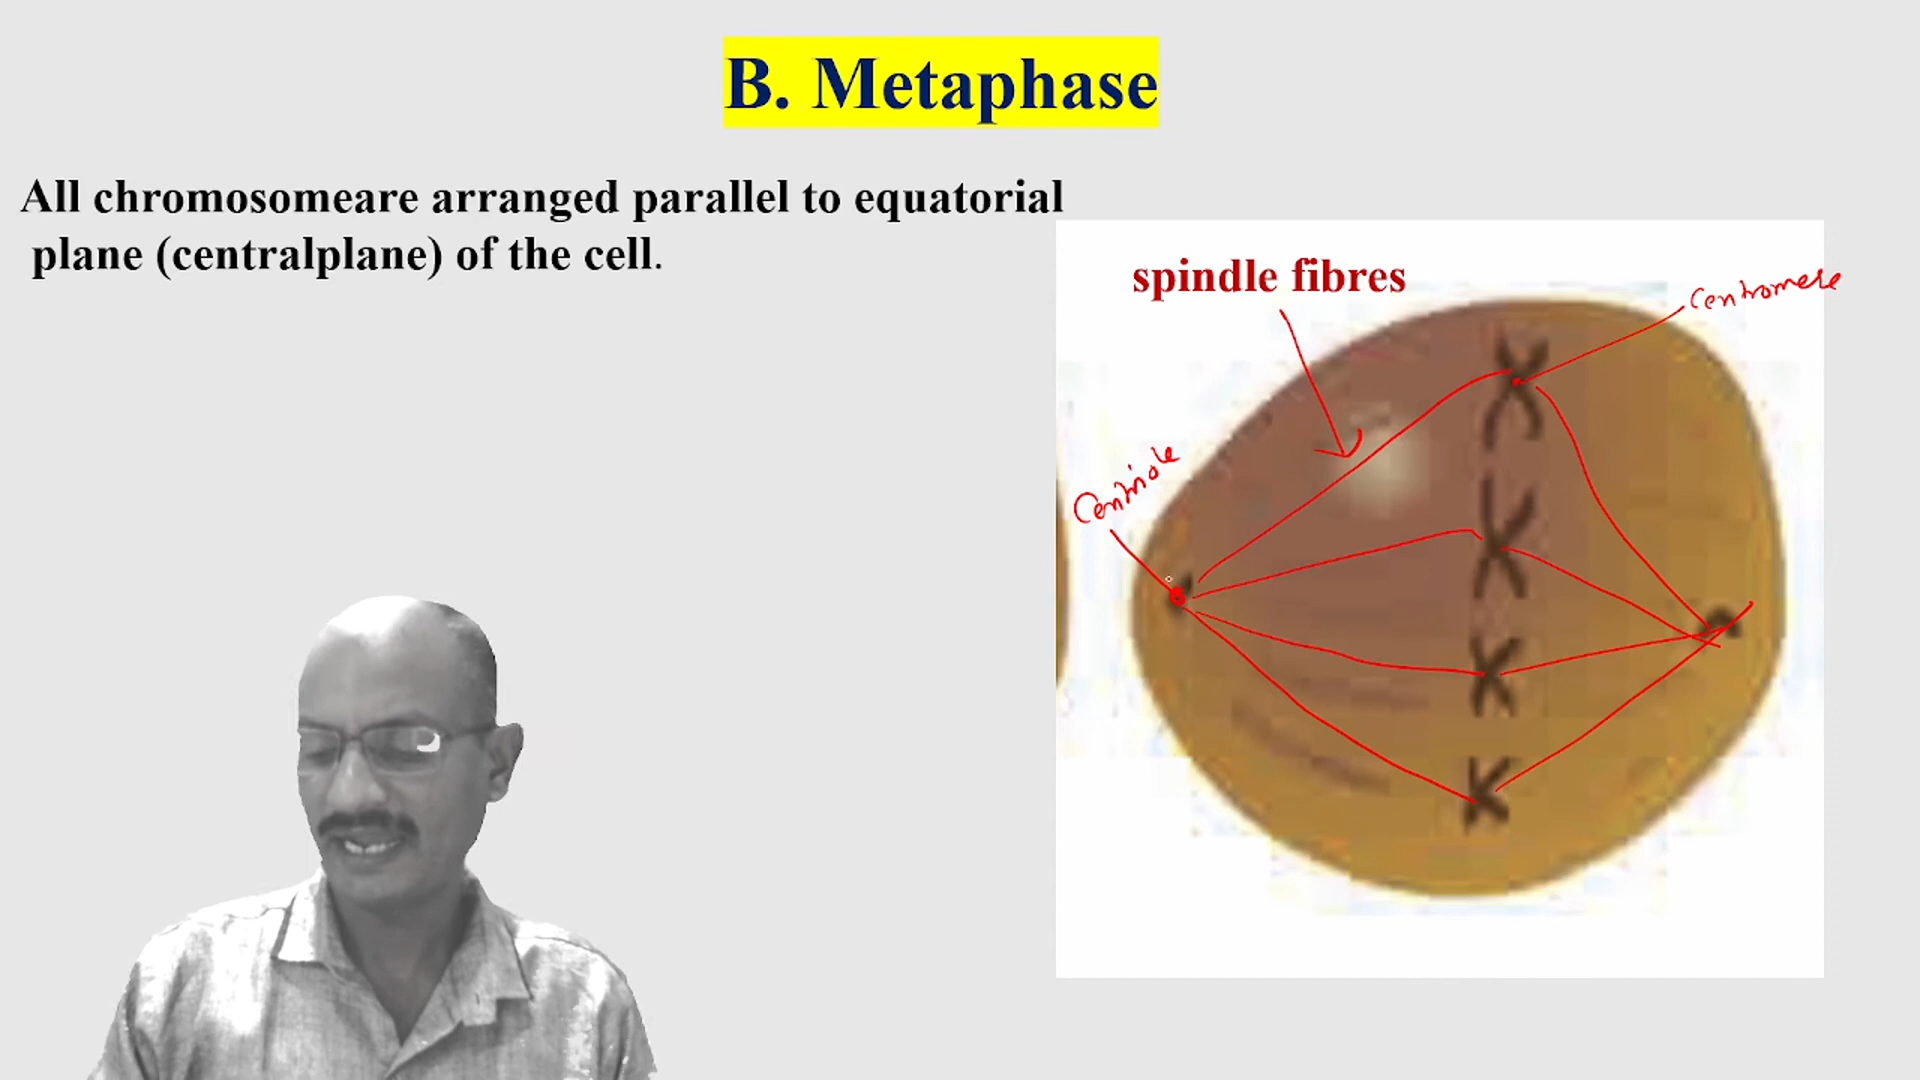 B. Metaphase
All chromosomeare arranged parallel to equatorial
plane (centralplane) of the cell.
spindle fibres
Centromere
Centriole